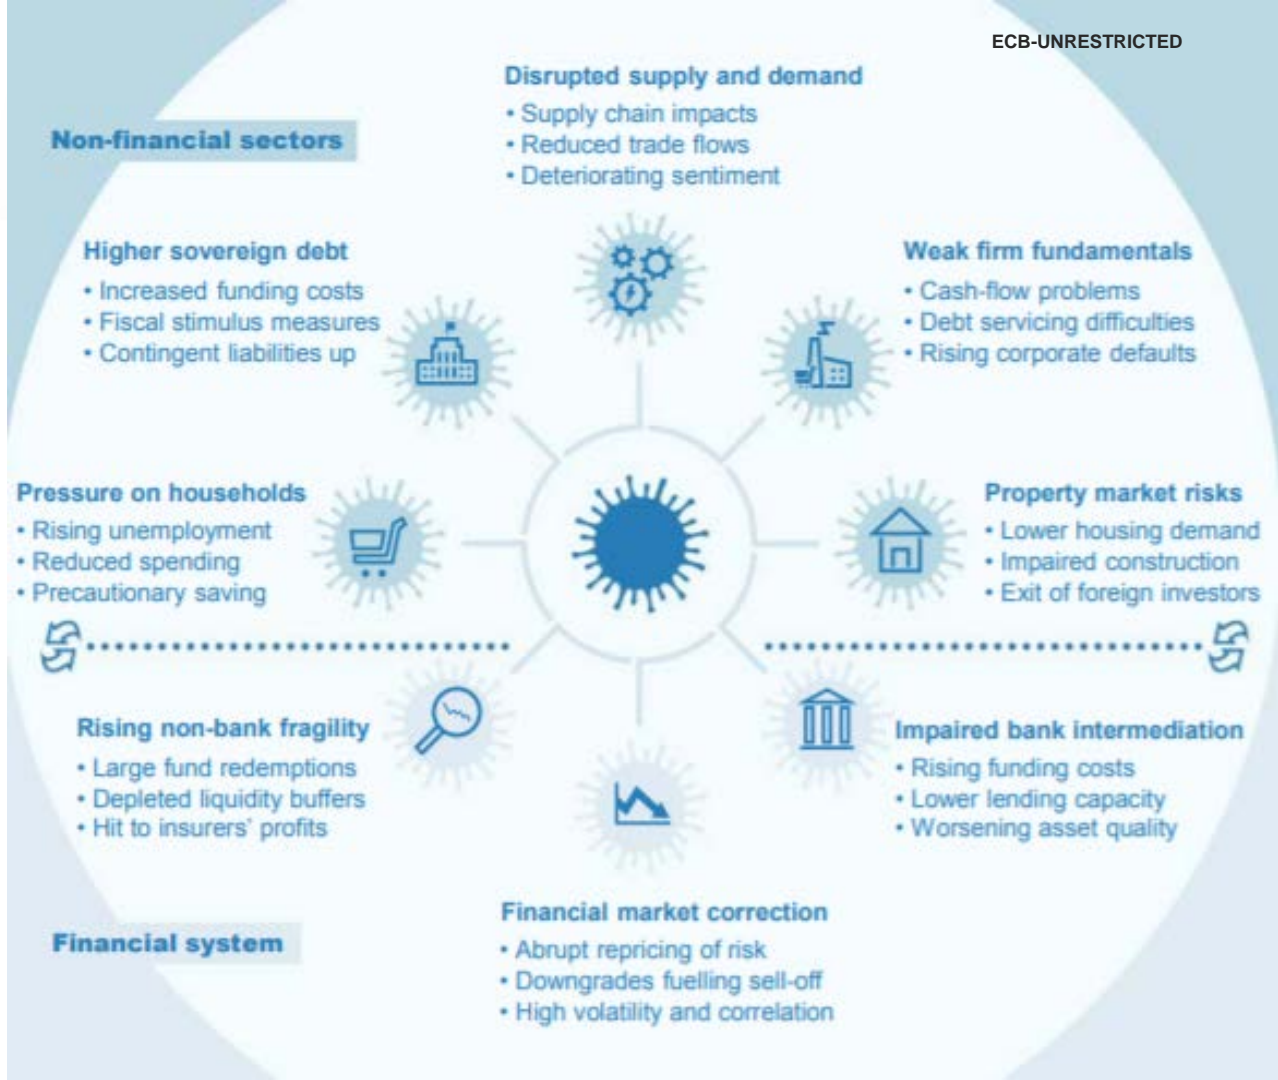 ECB-UNRESTRICTED
Disrupted supply and demand
• Supply chain impacts
• Reduced trade flows
• Deteriorating sentiment
Non-financial sectors
Higher sovereign debt
• Increased funding costs
• Fiscal stimulus measures
• Contingent liabilities up
Weak firm fundamentals
• Cash-flow problems
• Debt servicing difficulties
• Rising corporate defaults
Pressure on households
• Rising unemployment
• Reduced spending
• Precautionary saving
Property market risks
• Lower housing demand
• Impaired construction
• Exit of foreign investors
Rising non-bank fragility
• Large fund redemptions
• Depleted liquidity buffers
• Hit to insurers' profits
Impaired bank intermediation
• Rising funding costs
• Lower lending capacity
• Worsening asset quality
Financial market correction
• Abrupt repricing of risk
• Downgrades fuelling sell-off
• High volatility and correlation
Financial system